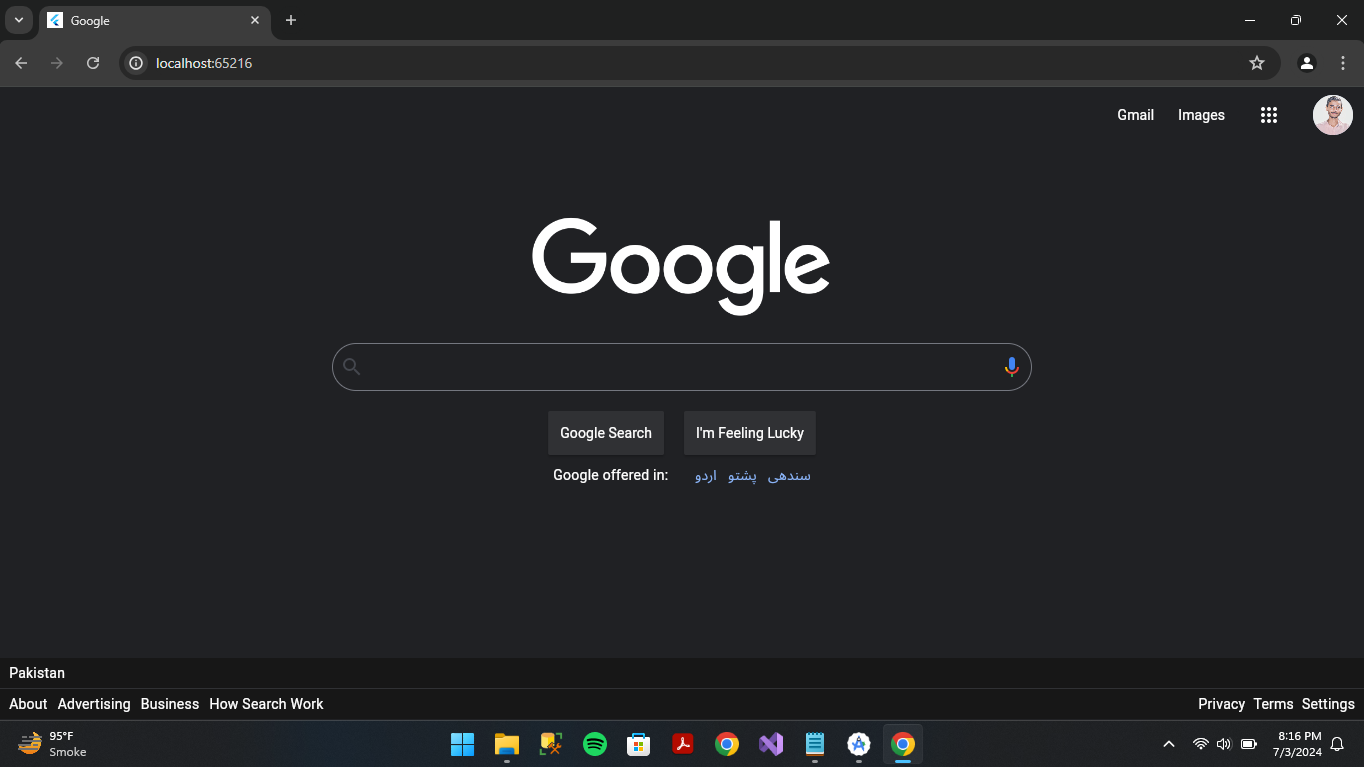 Google
localhost:65216
Gmail Images
Google
Google Search I'm Feeling Lucky
Google offered in: اردو پشتو سندھی
Pakistan
About Advertising Business How Search Work Privacy Terms Settings
95°F
Smoke
8:16 PM
7/3/2024